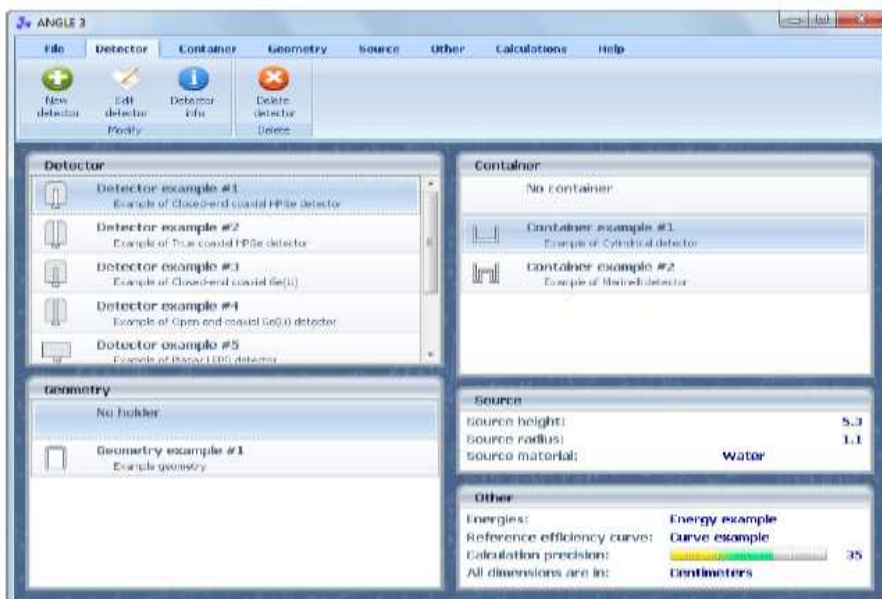 ANGLE 3
File Detector Container Geometry Source Other Calculations Help
New detector
Edit detector
Detector info
Delete detector
Modify
Delete
Detector
Detector example #1
Example of Closed-end coaxial HPGe detector
Detector example #2
Example of True coaxial HPGe detector
Detector example #3
Example of Closed-end coaxial Ge(Li)
Detector example #4
Example of Open end coaxial Ge(Li) detector
Detector example #5
Example of Planar LEPD detector
Container
No container
Container example #1
Example of Cylindrical detector
Container example #2
Example of Marinelli detector
Geometry
No holder
Geometry example #1
Example geometry
Source
Source height: 5.3
Source radius: 1.1
Source material: Water
Other
Energies: Energy example
Reference efficiency curve: Curve example
Calculation precision: 35
All dimensions are in: Centimeters